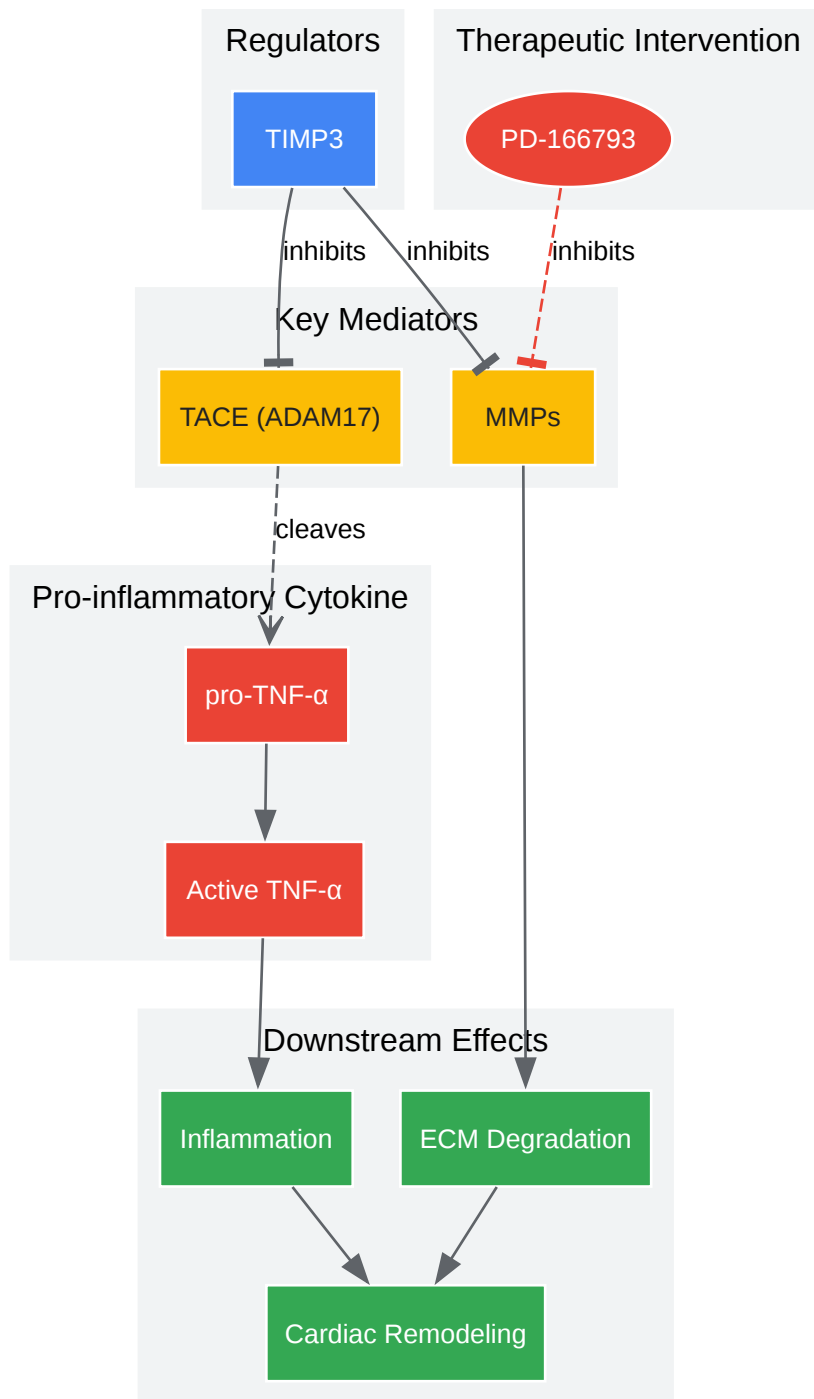 Regulators
Therapeutic Intervention
TIMP3
PD-166793
inhibits
inhibits
inhibits
Key Mediators
TACE (ADAM17)
MMPs
cleaves
Pro-inflammatory Cytokine
pro-TNF-α
Active TNF-α
Downstream Effects
Inflammation
ECM Degradation
Cardiac Remodeling